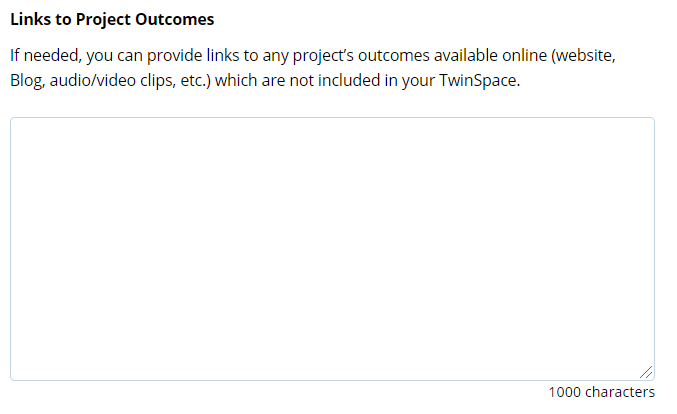 Links to Project Outcomes
If needed, you can provide links to any project’s outcomes available online (website,
Blog, audio/video clips, etc.) which are not included in your TwinSpace.
1000 characters